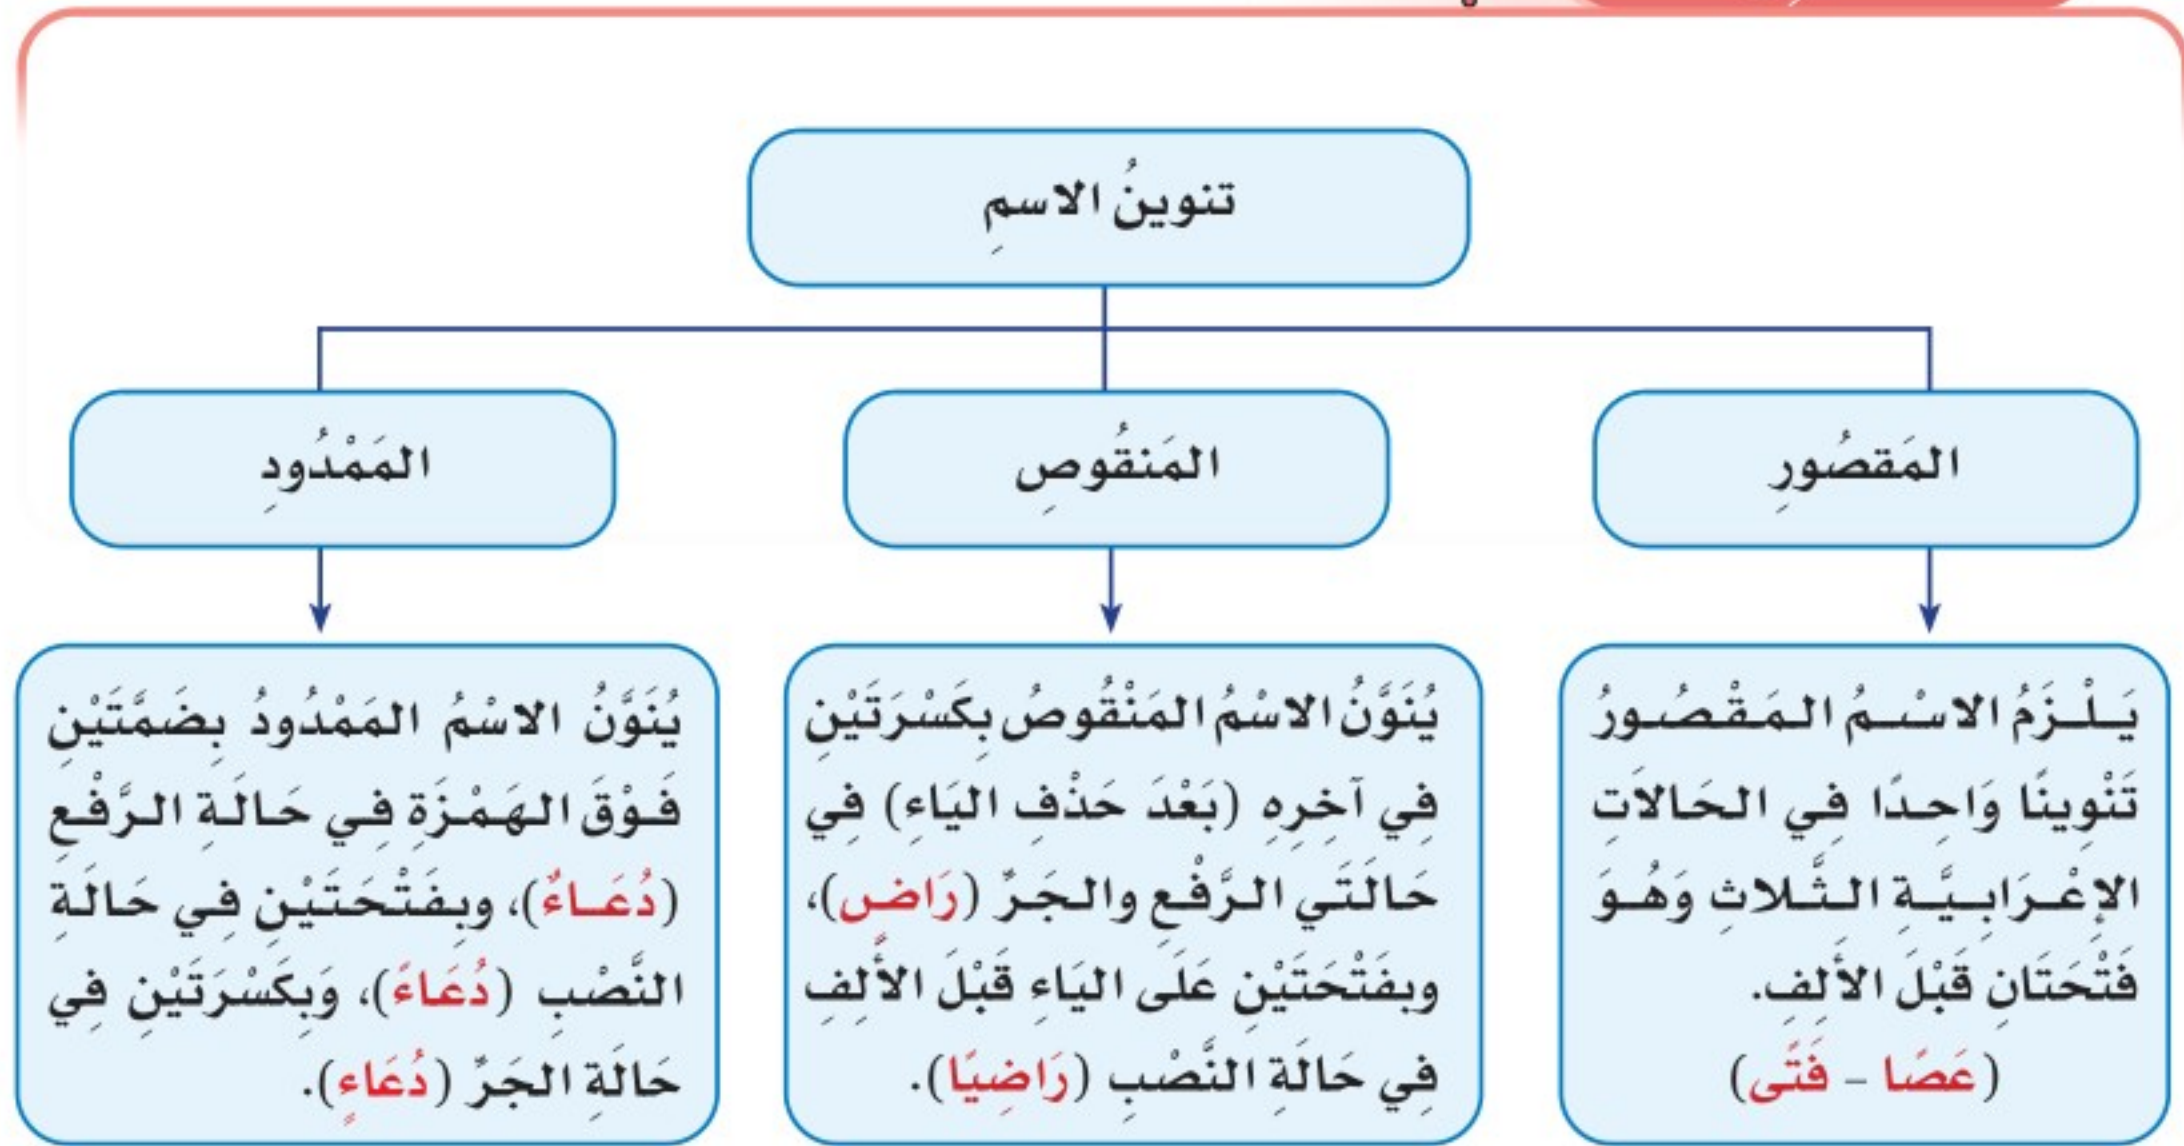 تنوينُ الاسمِ
المَقصُورِ
المَنقُوصِ
المَمْدُودِ
يَلْزَمُ الاسْمُ المَقْصُورُ
تَنْوِينًا وَاحِدًا فِي الحَالاَتِ
الإعْرَابِيَّةِ الثَّلاثِ وَهُوَ
فَتْحَتَانِ قَبْلَ الأَلِفِ.
(عَصًا – فَتًى)
يُنَوَّنُ الاسْمُ المَنْقُوصُ بِكَسْرَتَيْنِ
فِي آخِرِهِ (بَعْدَ حَذْفِ اليَاءِ) فِي
حَالَتَي الرَّفْعِ والجَرِّ (رَاضٍ)،
وبِفَتْحَتَيْنِ عَلَى اليَاءِ قَبْلَ الأَلِفِ
فِي حَالَةِ النَّصْبِ (رَاضِيًا).
يُنَوَّنُ الاسْمُ المَمْدُودُ بِضَمَّتَيْنِ
فَوْقَ الهَمْزَةِ فِي حَالَةِ الرَّفْعِ
(دُعَاءٌ)، وبِفَتْحَتَيْنِ فِي حَالَةِ
النَّصْبِ (دُعَاءً)، وَبِكَسْرَتَيْنِ فِي
حَالَةِ الجَرِّ (دُعَاءٍ).